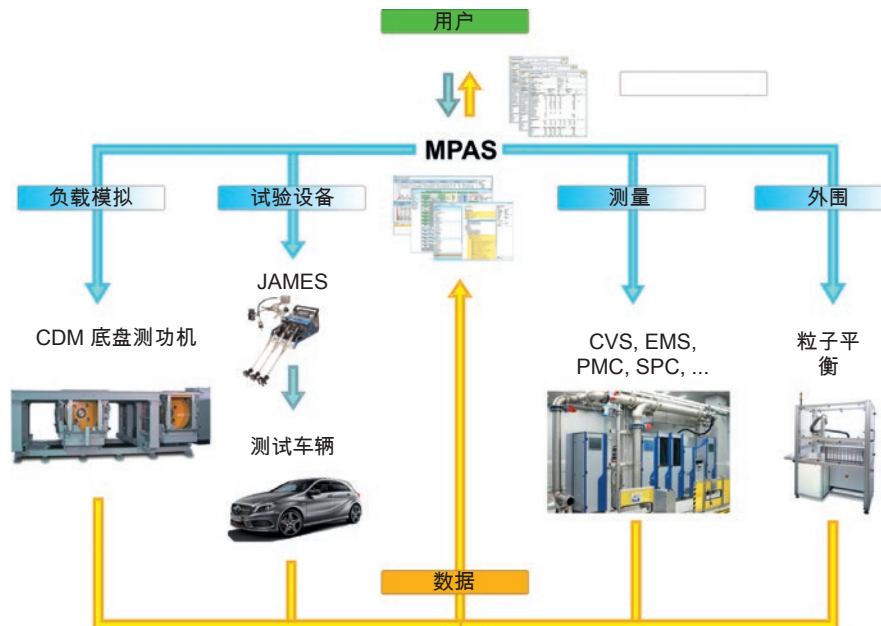 用户
MPAS
负载模拟
试验设备
测量
外围
JAMES
CDM 底盘测功机
CVS, EMS,
PMC, SPC, ...
粒子平
衡
测试车辆
数据